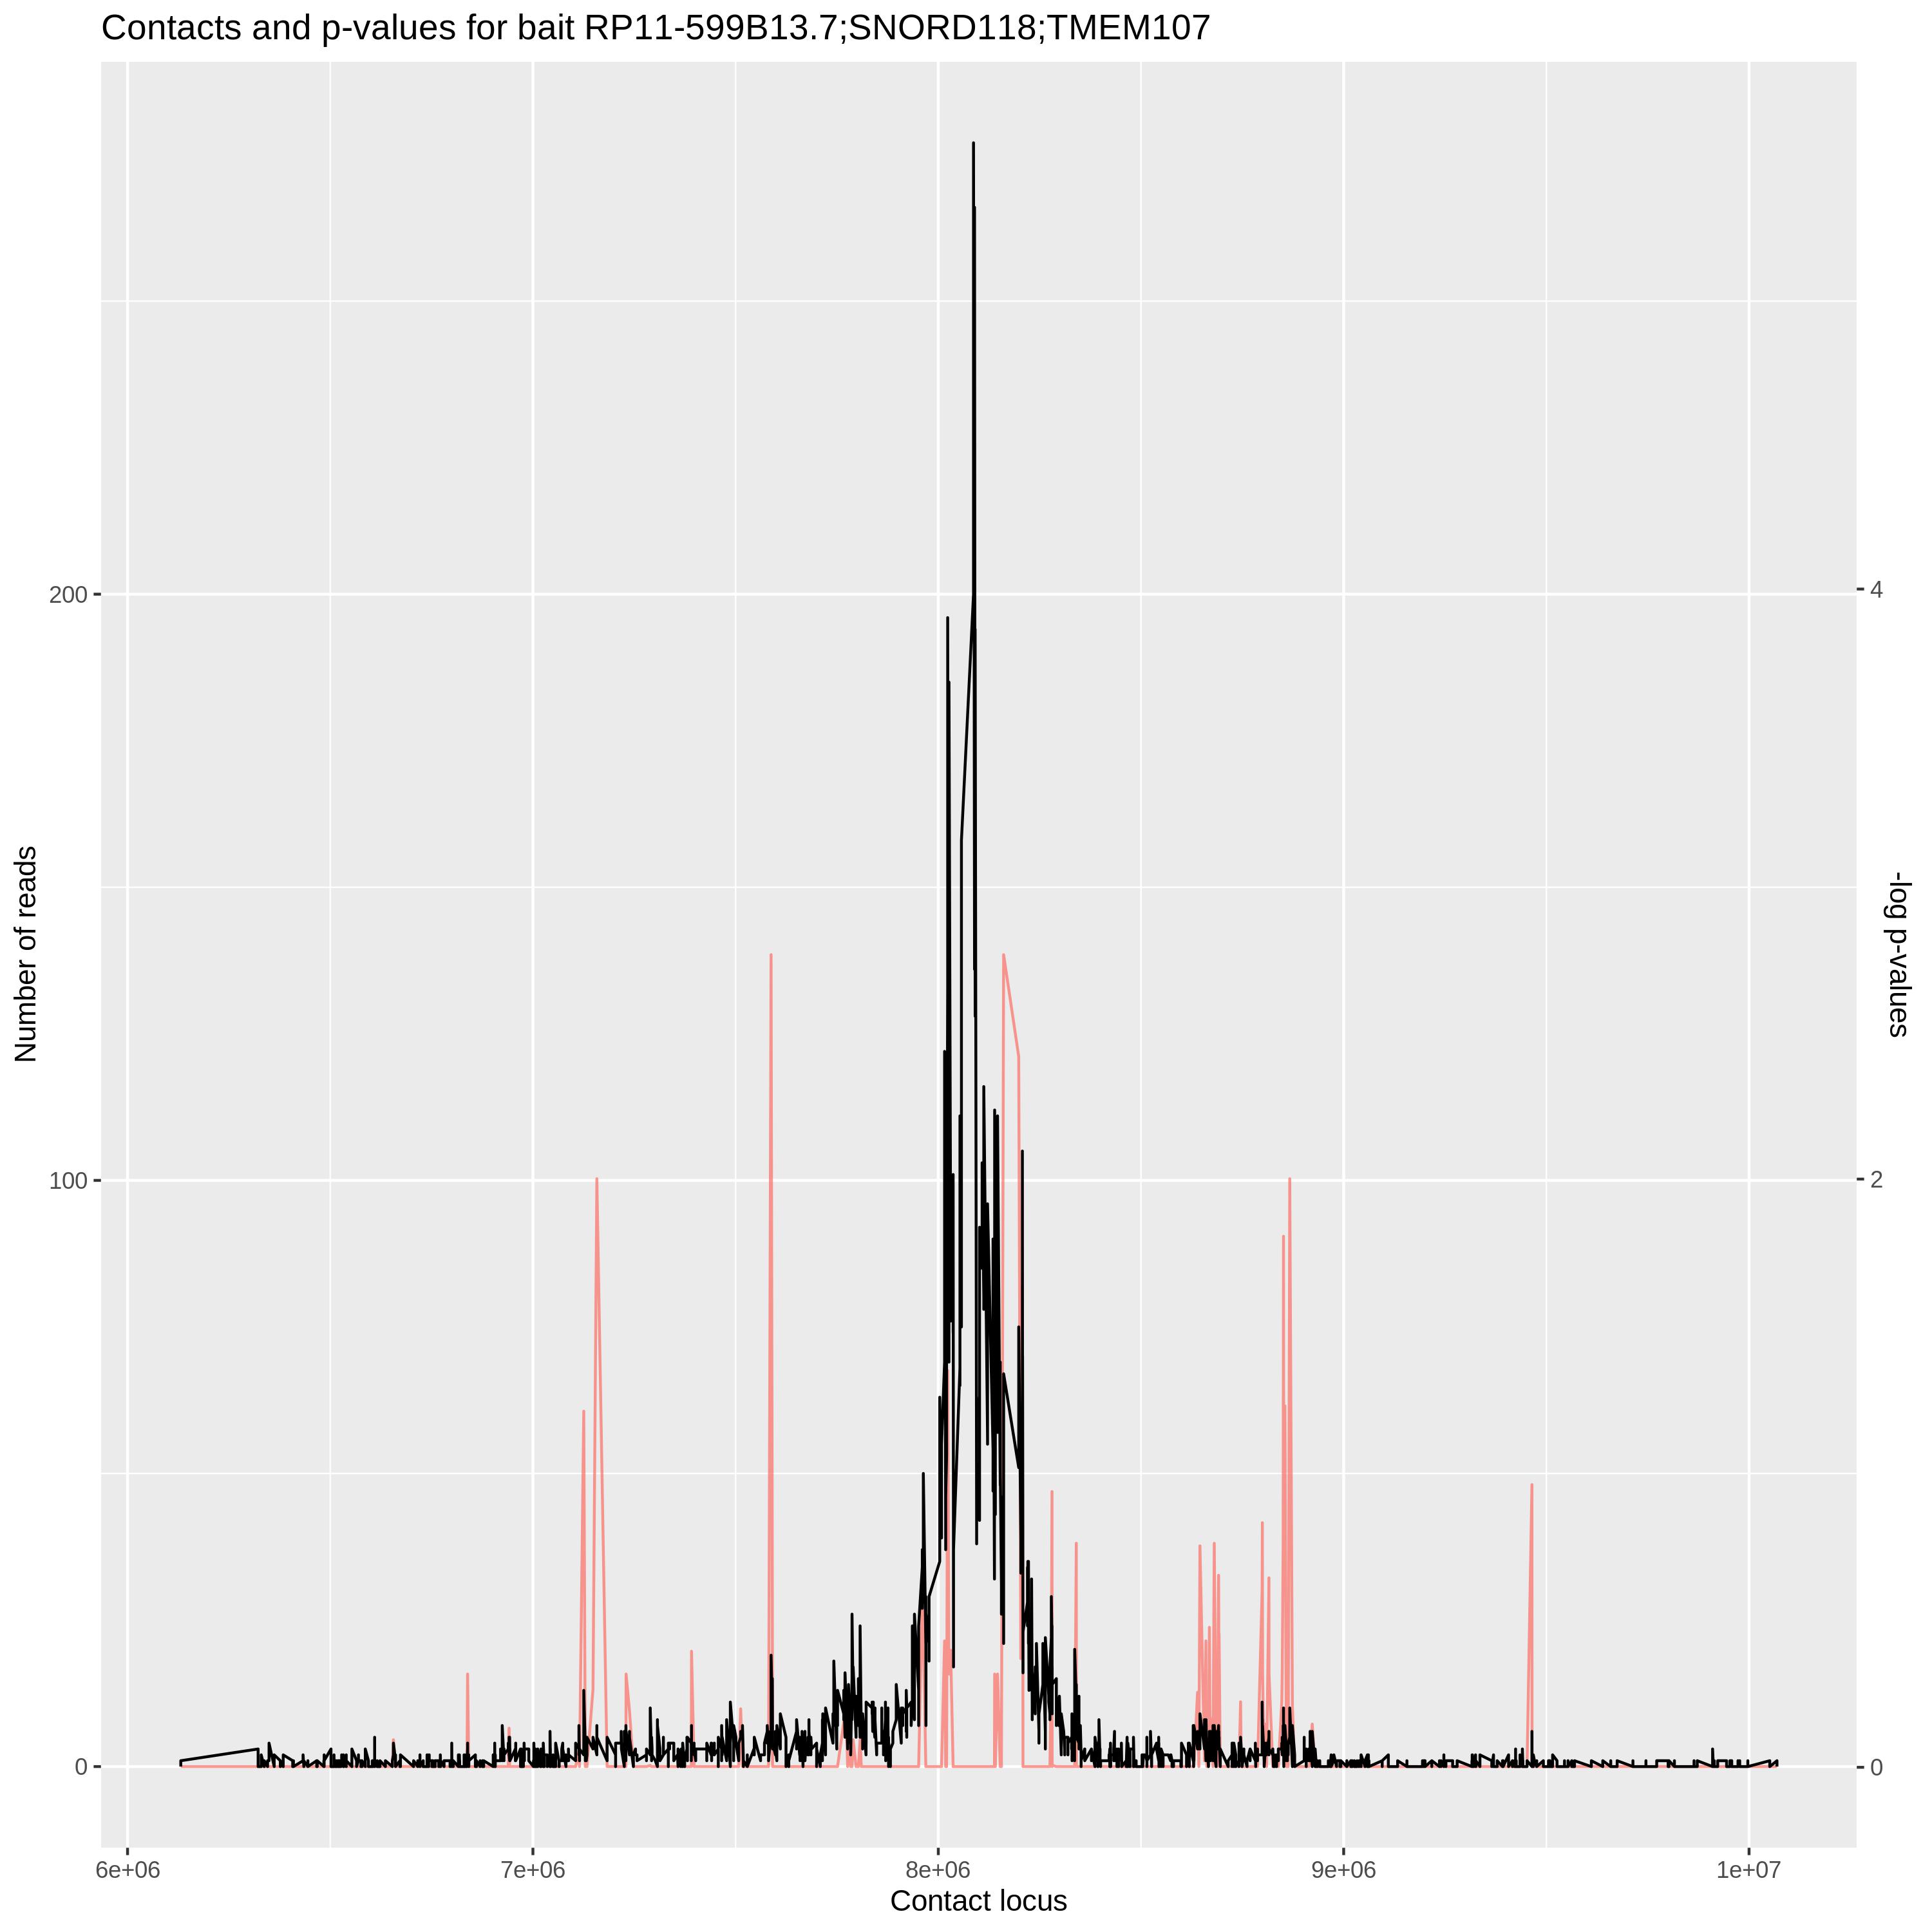 Contacts and p-values for bait RP11-599B13.7;SNORD118;TMEM107
Number of reads
200
100
0
4
2
0
-log p-values
6e+06 7e+06 8e+06 9e+06 1e+07
Contact locus